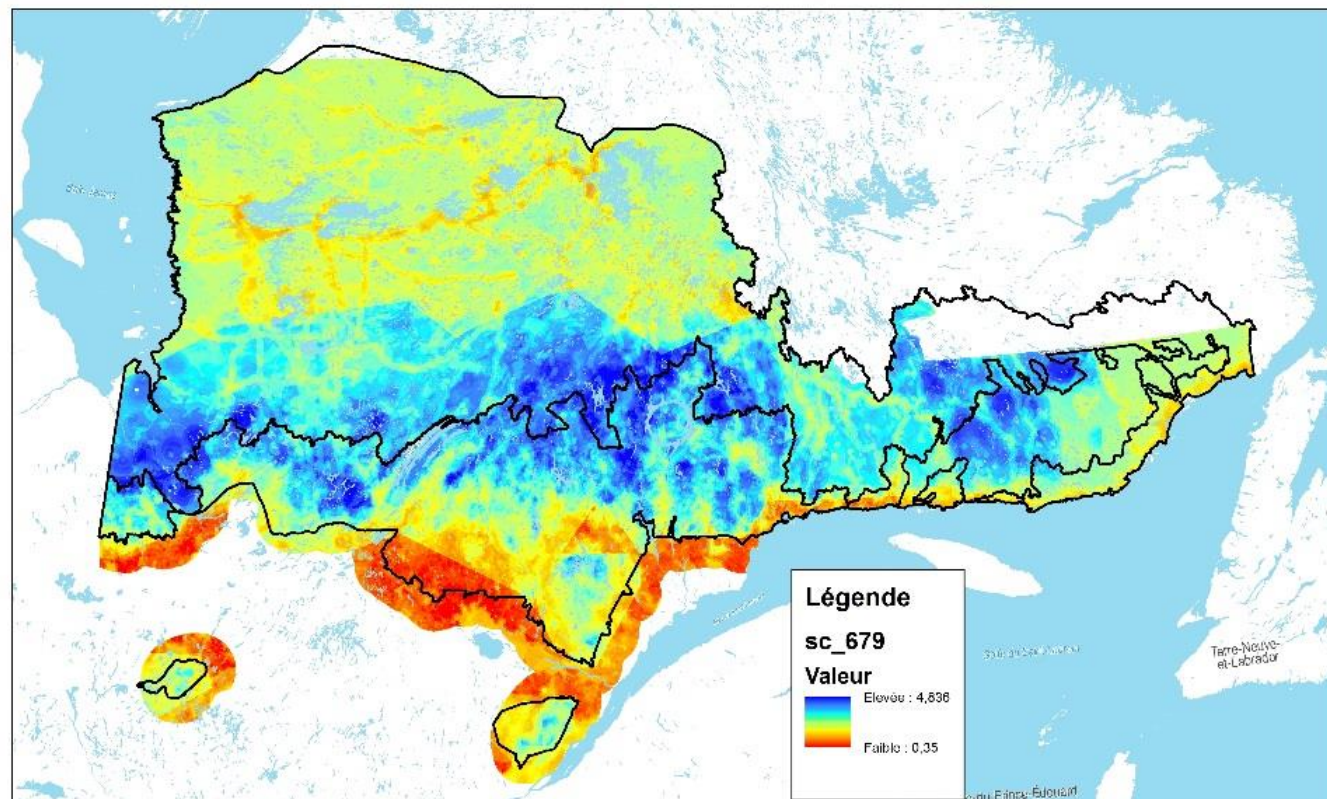 Légende
sc_679
Valeur
Elevée : 4,836
Faible : 0,35
Terre-Neuve-
et-Labrador